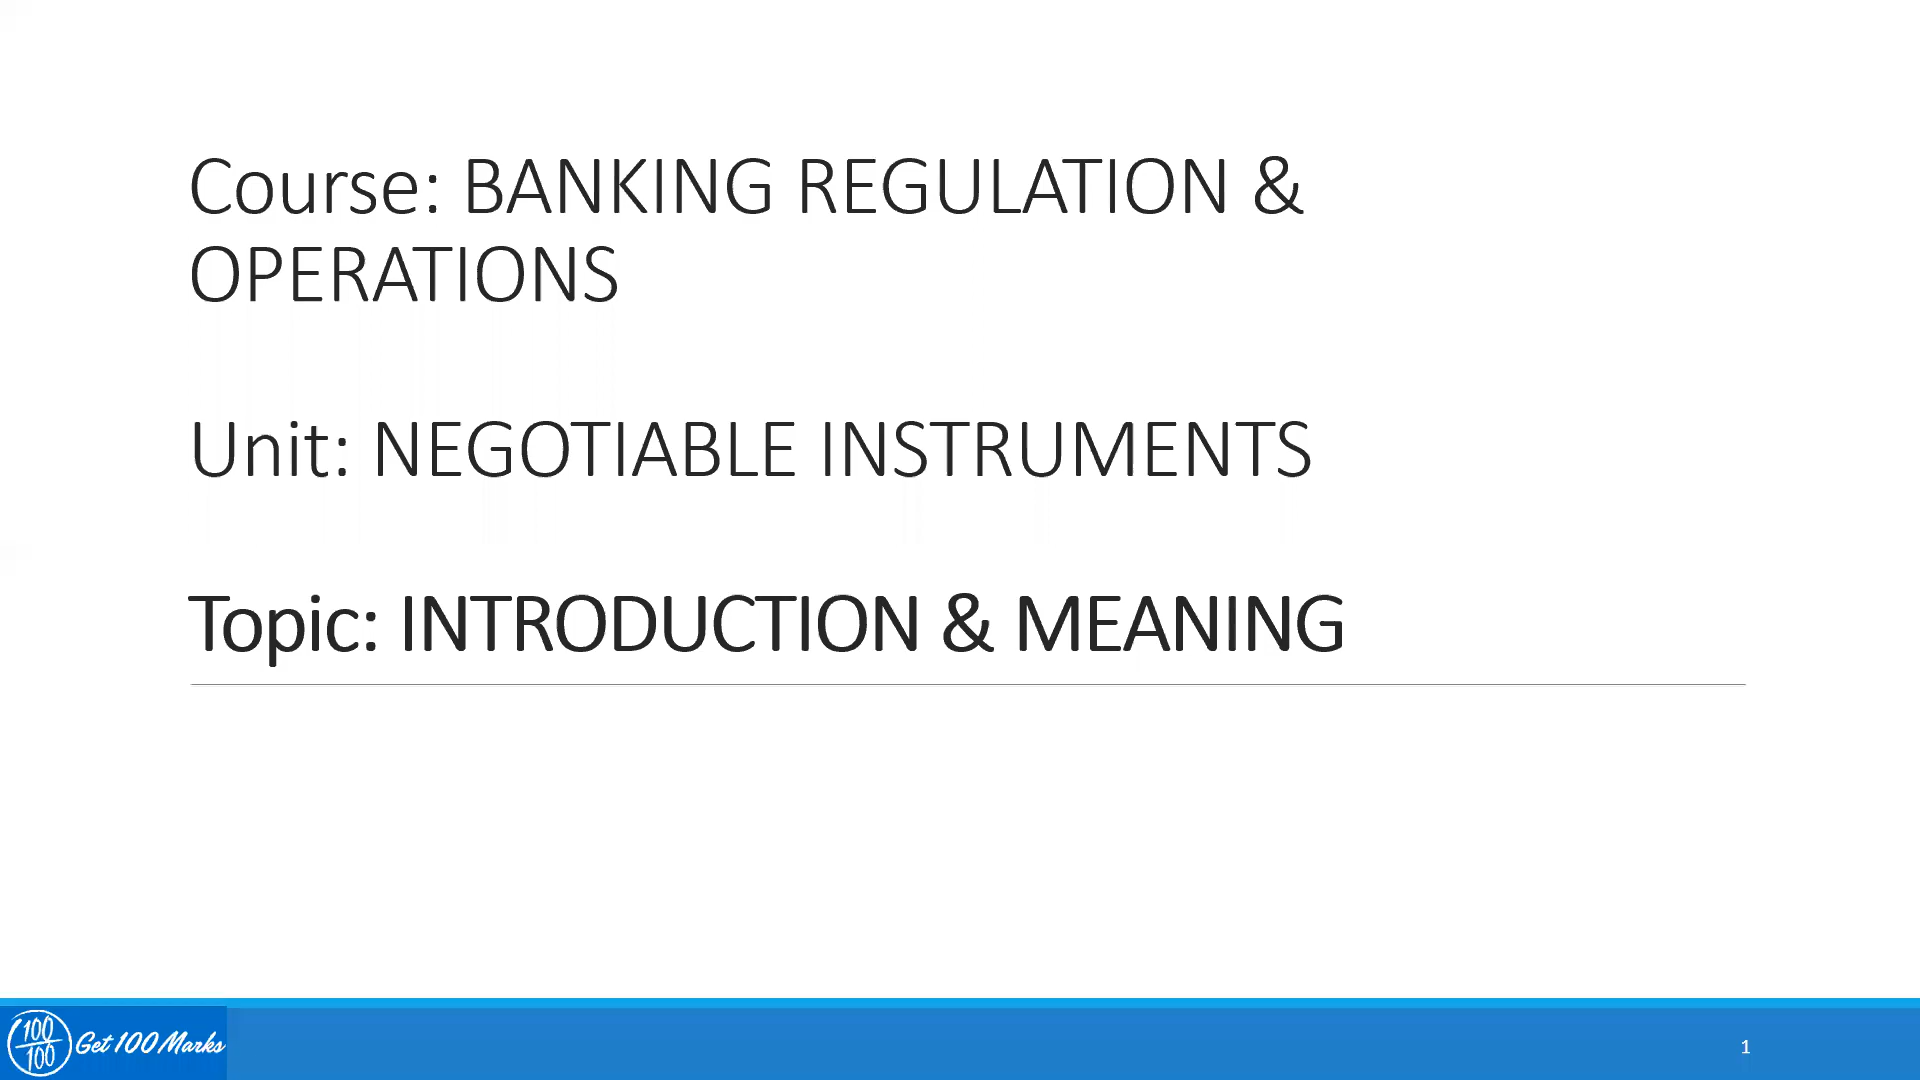 Course: BANKING REGULATION &
OPERATIONS
Unit: NEGOTIABLE INSTRUMENTS
Topic: INTRODUCTION & MEANING
100
100
Get 100 Marks
1